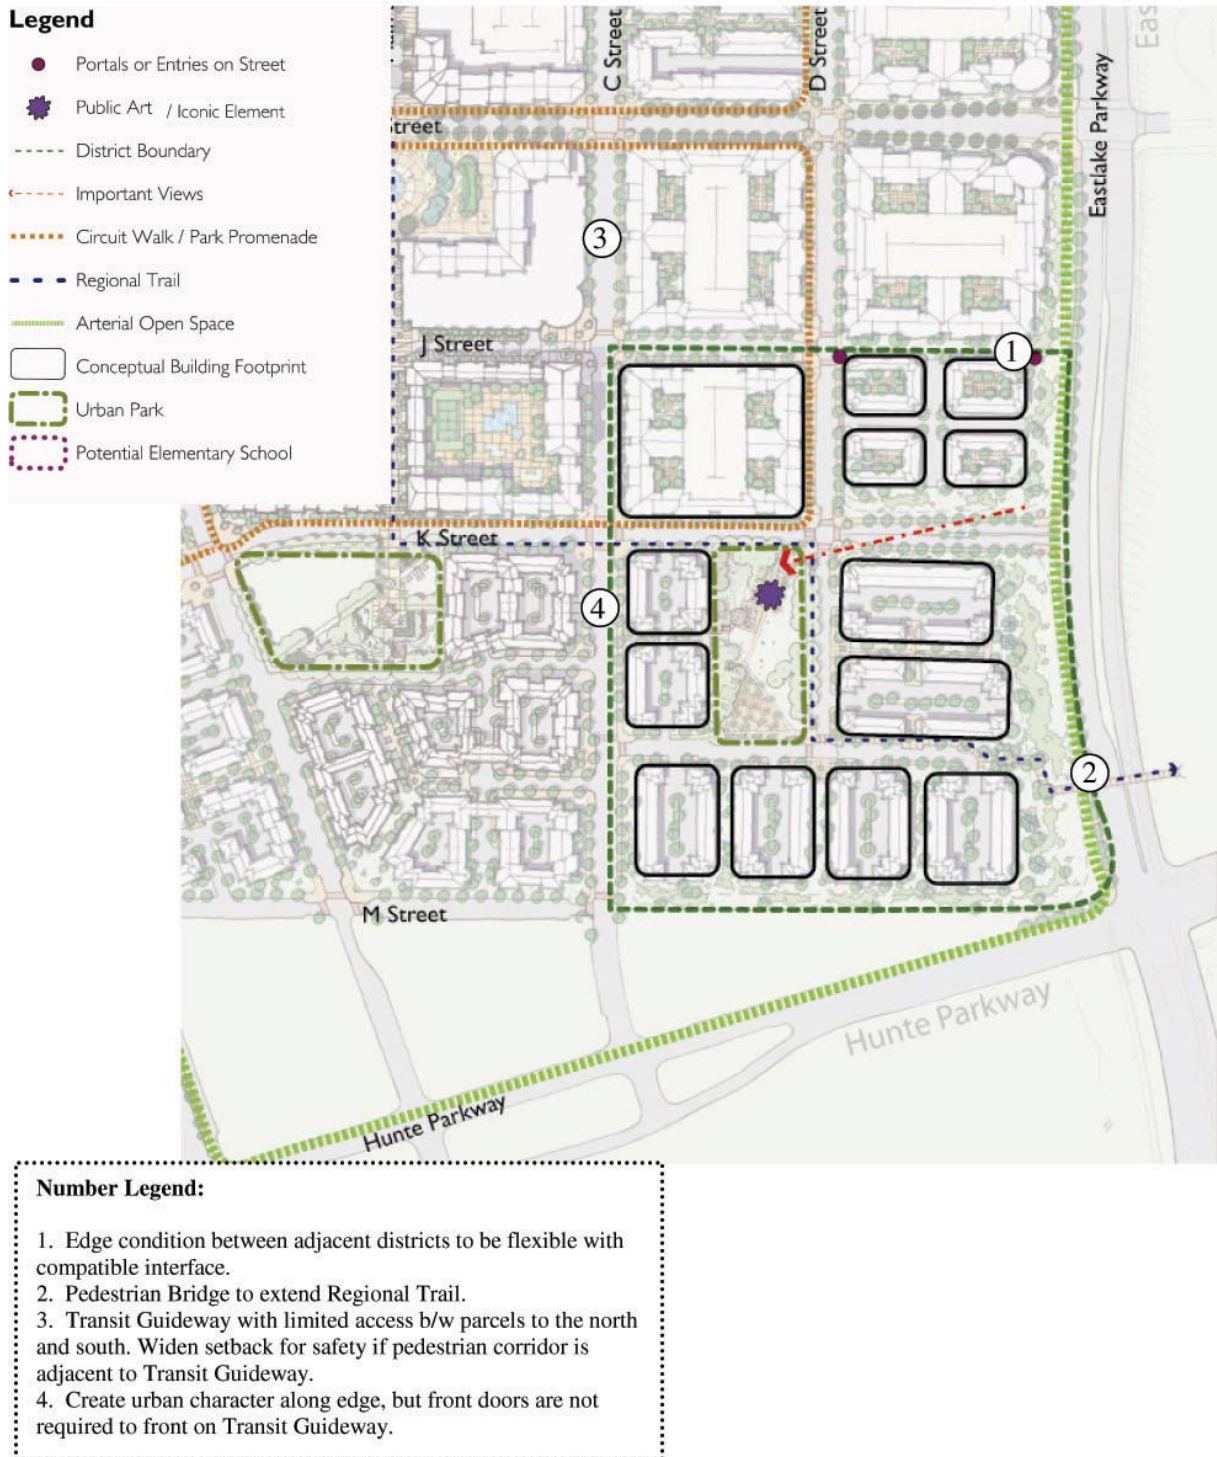 Legend
Portals or Entries on Street
Public Art / Iconic Element
District Boundary
Important Views
Circuit Walk / Park Promenade
Regional Trail
Arterial Open Space
Conceptual Building Footprint
Urban Park
Potential Elementary School
C Street
D Street
Eastlake Parkway
Eas
treet
3
1
J Street
K Street
4
2
M Street
Hunte Parkway
Hunte Parkway
Number Legend:
1. Edge condition between adjacent districts to be flexible with
compatible interface.
2. Pedestrian Bridge to extend Regional Trail.
3. Transit Guideway with limited access b/w parcels to the north
and south. Widen setback for safety if pedestrian corridor is
adjacent to Transit Guideway.
4. Create urban character along edge, but front doors are not
required to front on Transit Guideway.